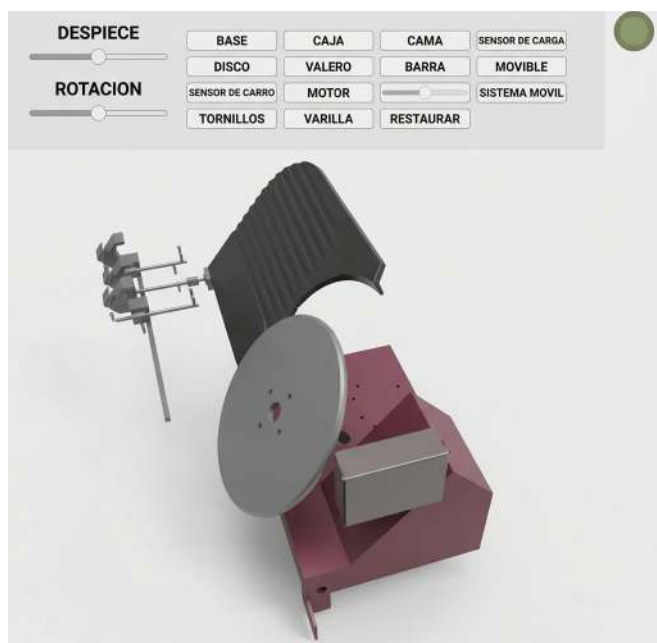 DESPIECE
ROTACION
BASE CAJA CAMA SENSOR DE CARGA
DISCO VALERO BARRA MOVIBLE
SENSOR DE CARRO MOTOR SISTEMA MOVIL
TORNILLOS VARILLA RESTAURAR